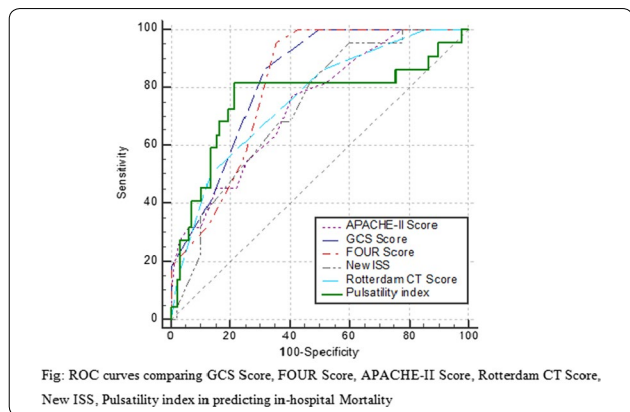 100
80
60
40
20
0
Sensitivity
0 20 40 60 80 100
100-Specificity
APACHE-II Score
GCS Score
FOUR Score
New ISS
Rotterdam CT Score
Pulsatility index
Fig: ROC curves comparing GCS Score, FOUR Score, APACHE-II Score, Rotterdam CT Score,
New ISS, Pulsatility index in predicting in-hospital Mortality